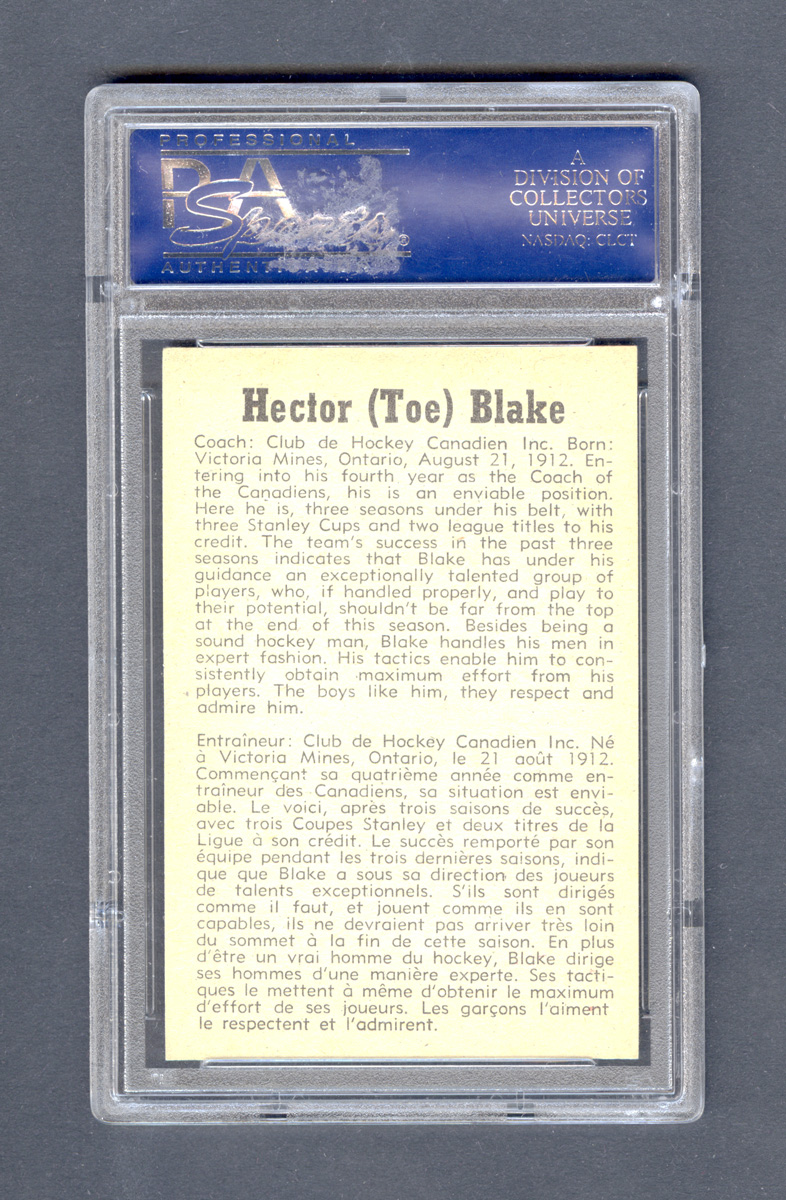 PROFESSIONAL
PSA
Sports
A
DIVISION OF
COLLECTORS
UNIVERSE
NASDAQ: CLCT
Hector (Toe) Blake
Coach: Club de Hockey Canadien Inc. Born:
Victoria Mines, Ontario, August 21, 1912. En-
tering into his fourth year as the Coach of
the Canadiens, his is an enviable position.
Here he is, three seasons under his belt, with
three Stanley Cups and two league titles to his
credit. The team's success in the past three
seasons indicates that Blake has under his
guidance an exceptionally talented group of
players, who, if handled properly, and play to
their potential, shouldn't be far from the top
at the end of this season. Besides being a
sound hockey man, Blake handles his men in
expert fashion. His tactics enable him to con-
sistently obtain maximum effort from his
players. The boys like him, they respect and
admire him.
Entraîneur: Club de Hockey Canadien Inc. Né
à Victoria Mines, Ontario, le 21 août 1912.
Commençant sa quatrième année comme en-
traîneur des Canadiens, sa situation est envi-
able. Le voici, après trois saisons de succès,
avec trois Coupes Stanley et deux titres de la
Ligue à son crédit. Le succès remporté par son
équipe pendant les trois dernières saisons, indi-
que que Blake a sous sa direction des joueurs
de talents exceptionnels. S'ils sont dirigés
comme il faut, et jouent comme ils en sont
capables, ils ne devraient pas arriver très loin
du sommet à la fin de cette saison. En plus
d'être un vrai homme du hockey, Blake dirige
ses hommes d'une manière experte. Ses tacti-
ques le mettent à même d'obtenir le maximum
d'effort de ses joueurs. Les garçons l'aiment
le respectent et l'admirent.